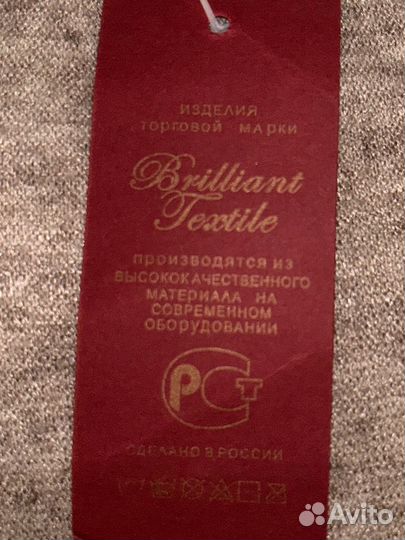 ИЗДЕЛИЯ
ТОРГОВОЙ МАРКИ
Brilliant
Textile
ПРОИЗВОДЯТСЯ ИЗ
ВЫСОКОКАЧЕСТВЕННОГО
МАТЕРИАЛА НА
СОВРЕМЕННОМ
ОБОРУДОВАНИИ
РСТ
СДЕЛАНО В РОССИИ
Avito